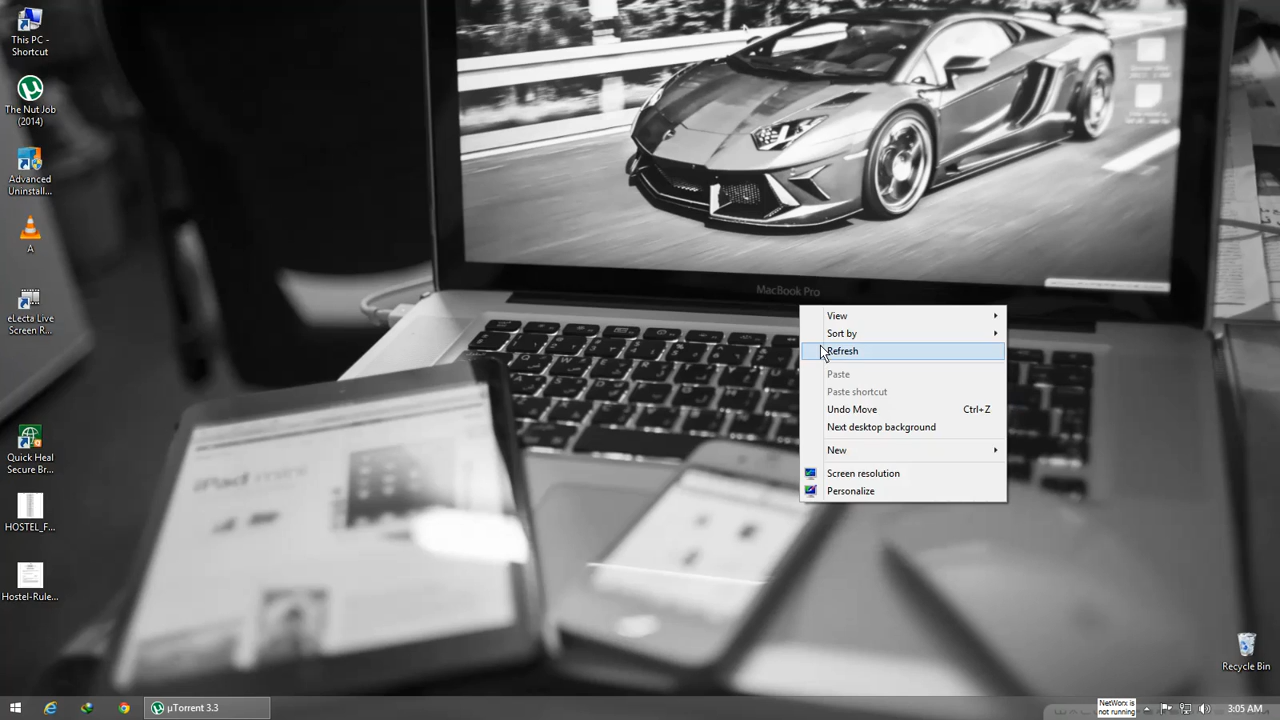 This PC -
Shortcut
The Nut Job
(2014)
Advanced
Uninstall...
A
eLecta Live
Screen R...
Quick Heal
Secure Br...
HOSTEL_F...
Hostel-Rule...
MacBook Pro
iPad mini
View
Sort by
Refresh
Paste
Paste shortcut
Undo Move Ctrl+Z
Next desktop background
New
Screen resolution
Personalize
Recycle Bin
µTorrent 3.3
NetWorx is
not running
3:05 AM